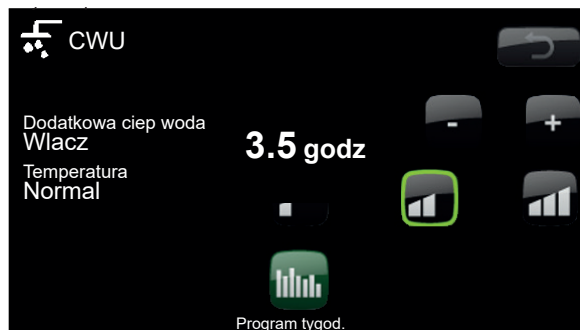 CWU
Dodatkowa ciep woda
Wlacz
3.5 godz
- +
Temperatura
Normal
Program tygod.